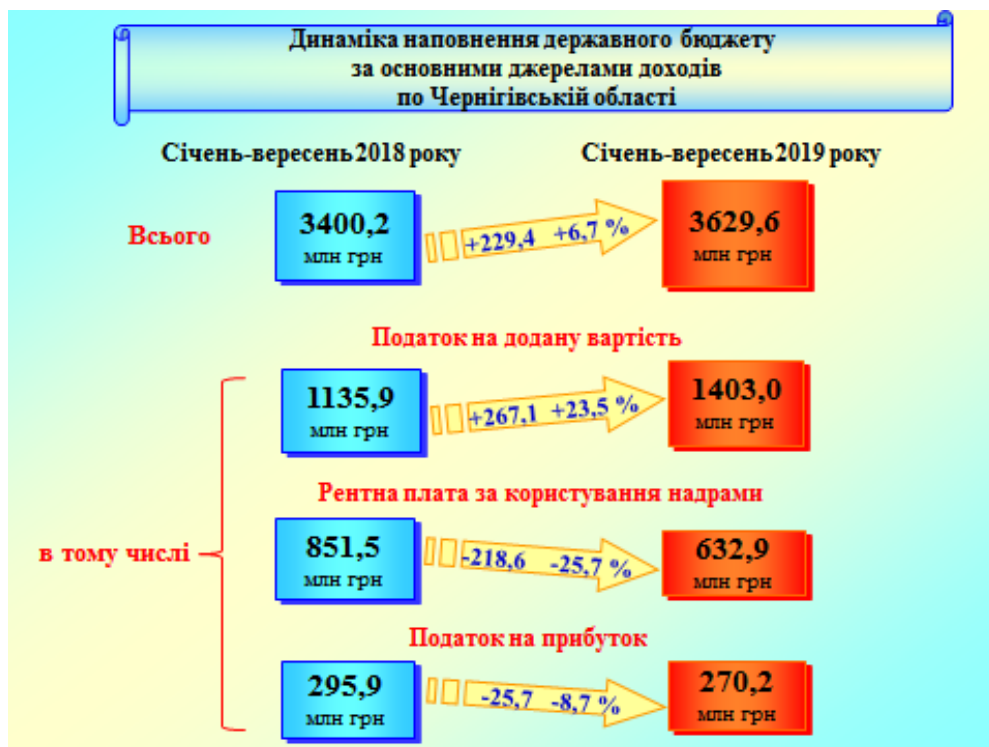 Динаміка наповнення державного бюджету
за основними джерелами доходів
по Чернігівській області
Січень-вересень 2018 року
Січень-вересень 2019 року
Всього
3400,2
млн грн
+229,4 +6,7 %
3629,6
млн грн
в тому числі
Податок на додану вартість
1135,9
млн грн
+267,1 +23,5 %
1403,0
млн грн
Рентна плата за користування надрами
851,5
млн грн
-218,6 -25,7 %
632,9
млн грн
Податок на прибуток
295,9
млн грн
-25,7 -8,7 %
270,2
млн грн